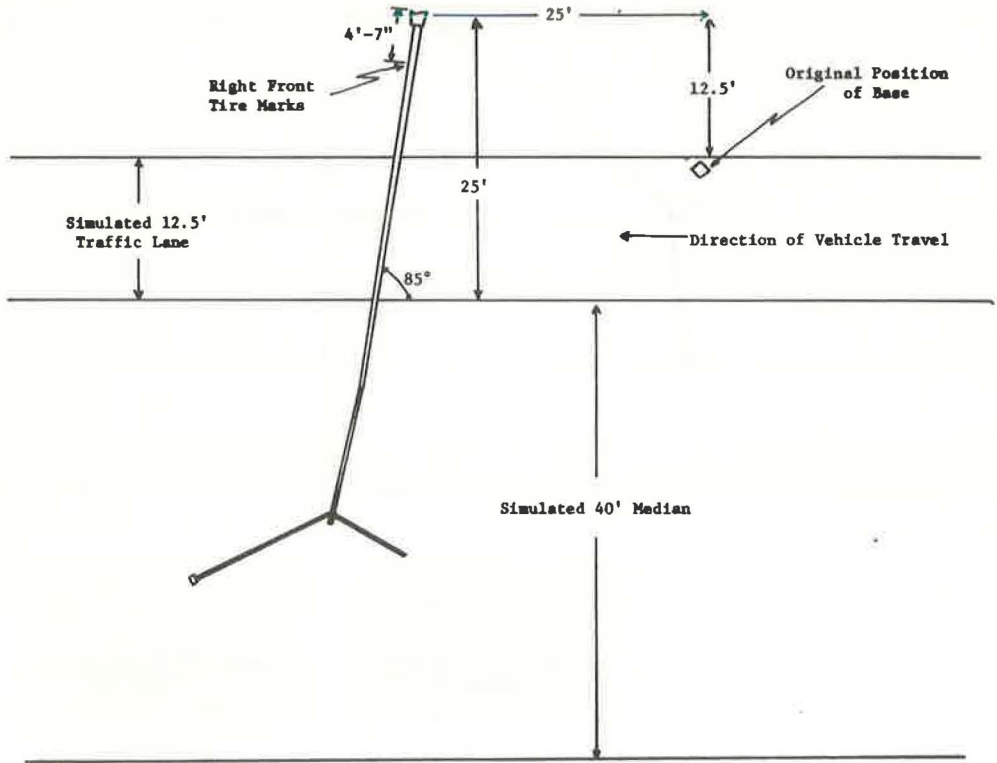 25'
4'-7"
Right Front
Tire Marks
12.5'
Original Position
of Base
25'
Simulated 12.5'
Traffic Lane
Direction of Vehicle Travel
85°
Simulated 40' Median